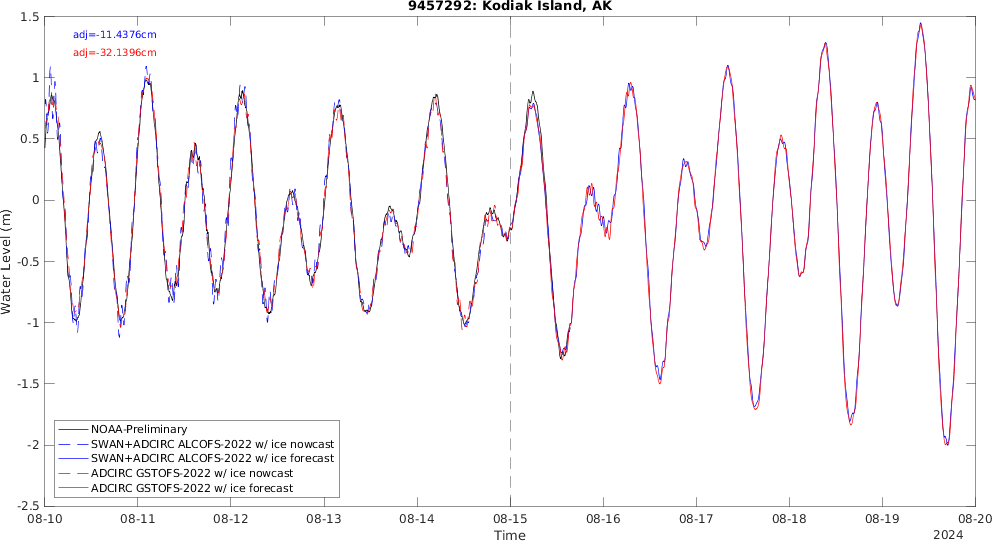 9457292: Kodiak Island, AK
adj=-11.4376cm
adj=-32.1396cm
1.5
1
0.5
0
-0.5
-1
-1.5
-2
-2.5
Water Level (m)
NOAA-Preliminary
SWAN+ADCIRC ALCOFS-2022 w/ ice nowcast
SWAN+ADCIRC ALCOFS-2022 w/ ice forecast
ADCIRC GSTOFS-2022 w/ ice nowcast
ADCIRC GSTOFS-2022 w/ ice forecast
08-10 08-11 08-12 08-13 08-14 08-15 08-16 08-17 08-18 08-19 08-20
Time
2024